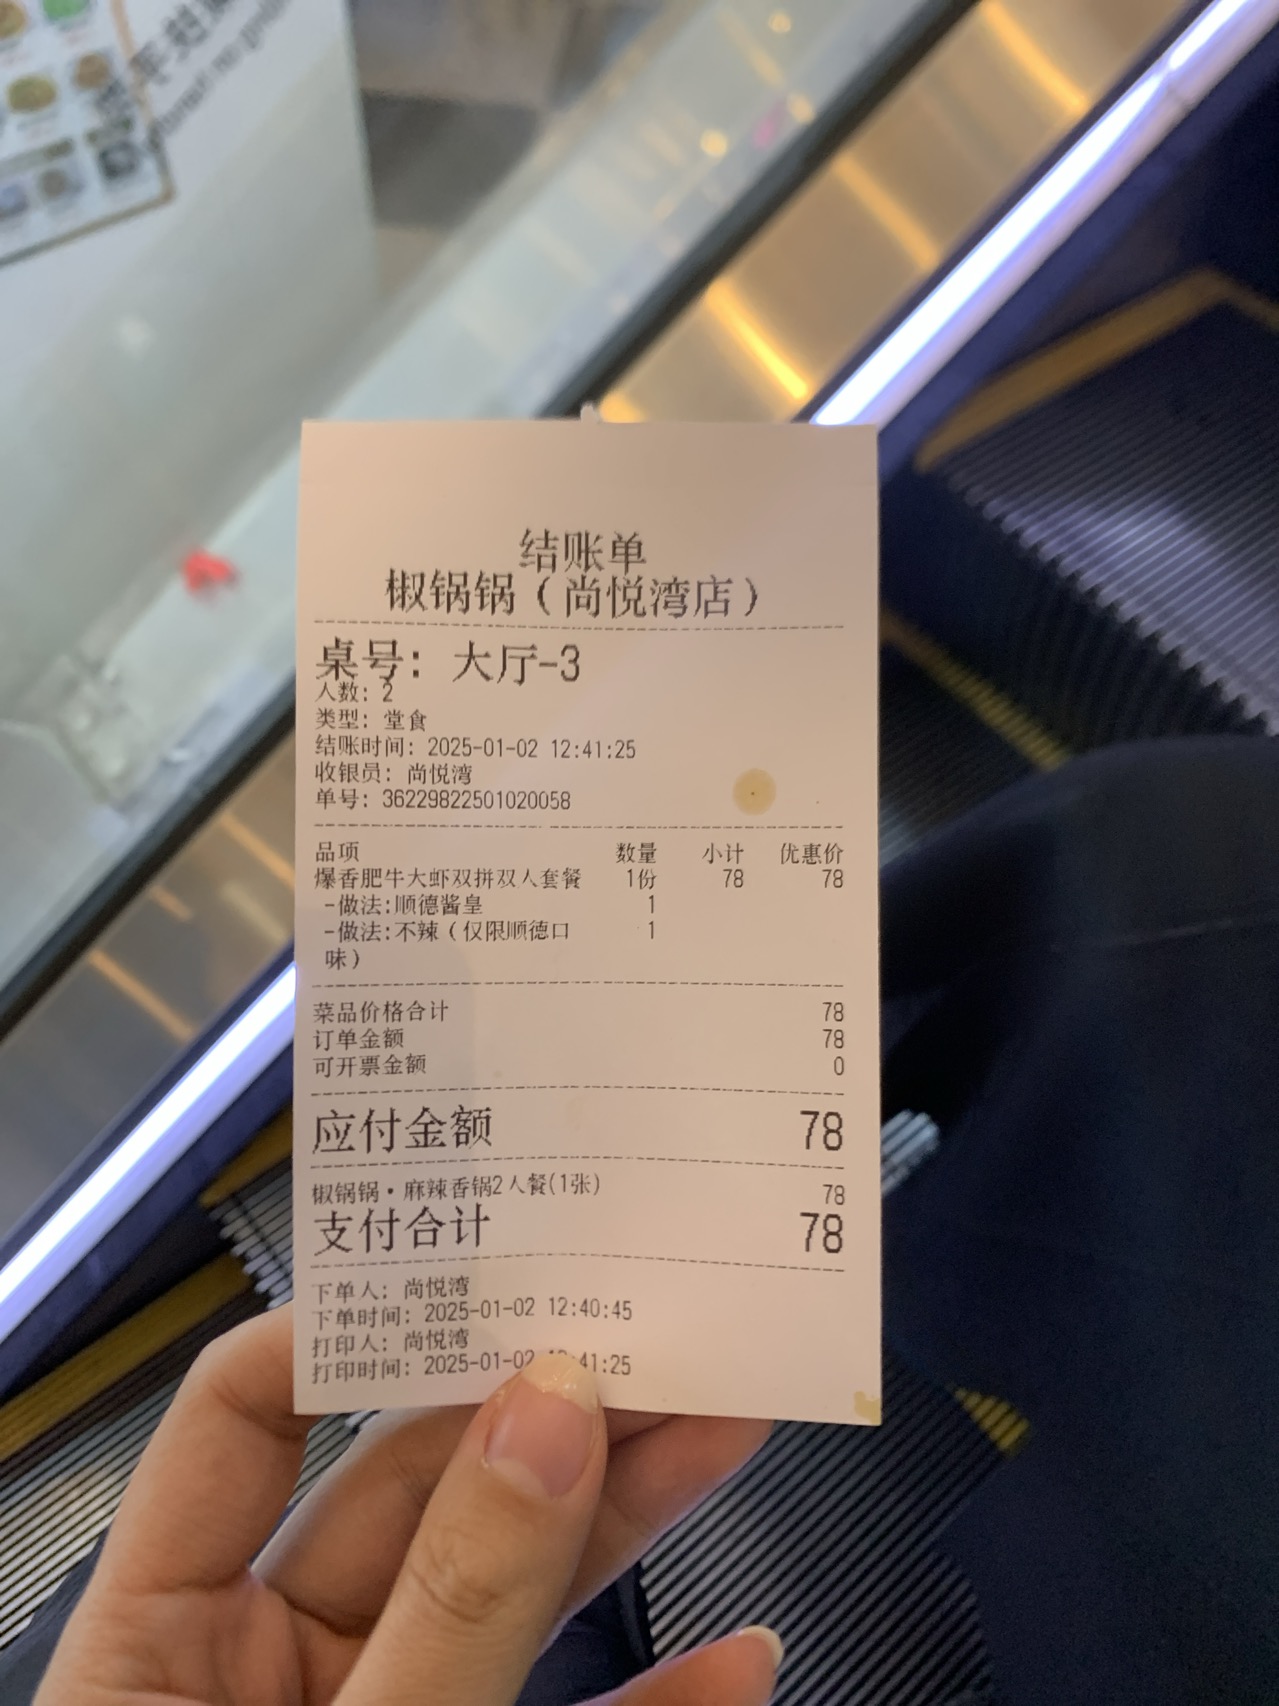 结账单
椒锅锅（尚悦湾店）
桌号：大厅-3
人数：2
类型：堂食
结账时间：2025-01-02 12:41:25
收银员：尚悦湾
单号：36229822501020058
品项 数量 小计 优惠价
爆香肥牛大虾双拼双人套餐 1份 78 78
-做法:顺德酱皇 1
-做法:不辣（仅限顺德口 1
味）
菜品价格合计 78
订单金额 78
可开票金额 0
应付金额 78
椒锅锅·麻辣香锅2人餐(1张) 78
支付合计 78
下单人：尚悦湾
下单时间：2025-01-02 12:40:45
打印人：尚悦湾
打印时间：2025-01-02 :41:25